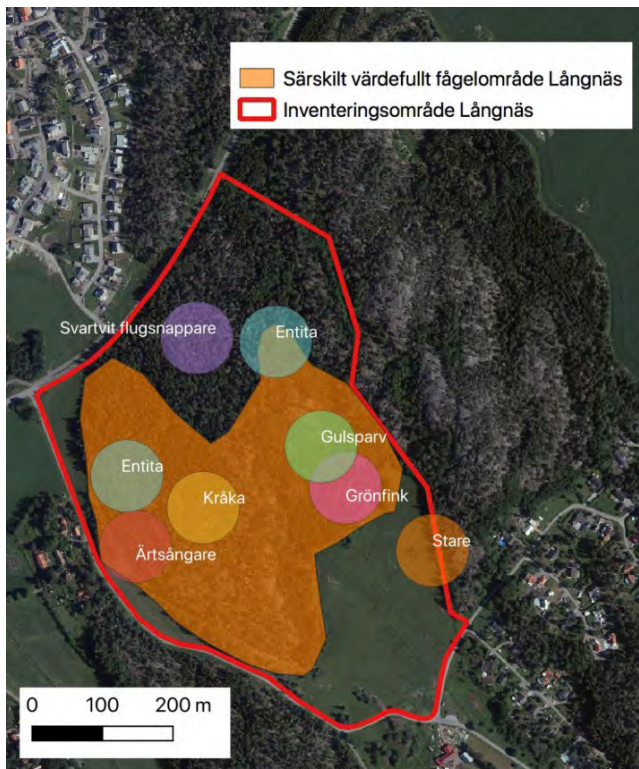 Särskilt värdefullt fågelområde Långnäs
Inventeringsområde Långnäs
Svartvit flugsnappare
Entita
Gulsparv
Entita
Kråka
Grönfink
Ärtsångare
Stare
0 100 200 m